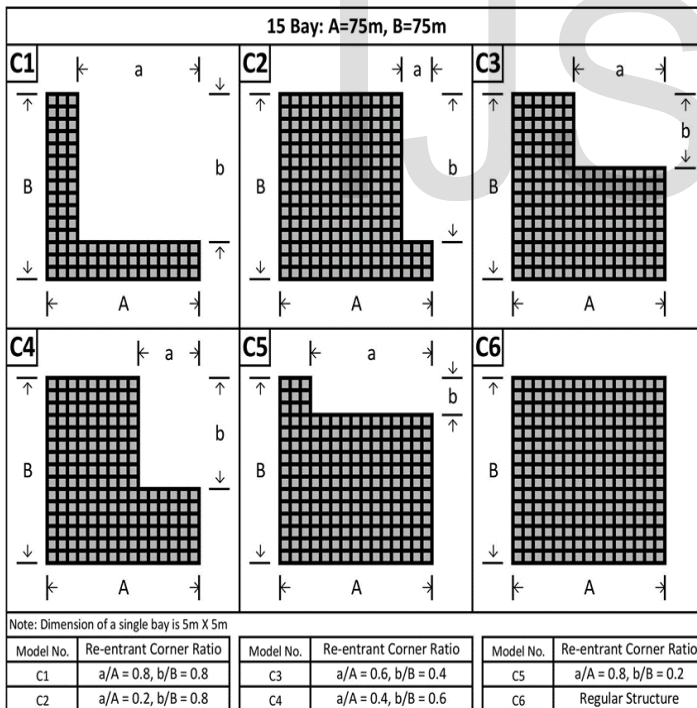 15 Bay: A=75m, B=75m
C1
a
b
B
A
C2
a
b
B
A
C3
a
b
B
A
C4
a
b
B
A
C5
a
b
B
A
C6
B
A
Note: Dimension of a single bay is 5m X 5m
Model No. Re-entrant Corner Ratio
C1 a/A = 0.8, b/B = 0.8
C2 a/A = 0.2, b/B = 0.8
Model No. Re-entrant Corner Ratio
C3 a/A = 0.6, b/B = 0.4
C4 a/A = 0.4, b/B = 0.6
Model No. Re-entrant Corner Ratio
C5 a/A = 0.8, b/B = 0.2
C6 Regular Structure
IJS